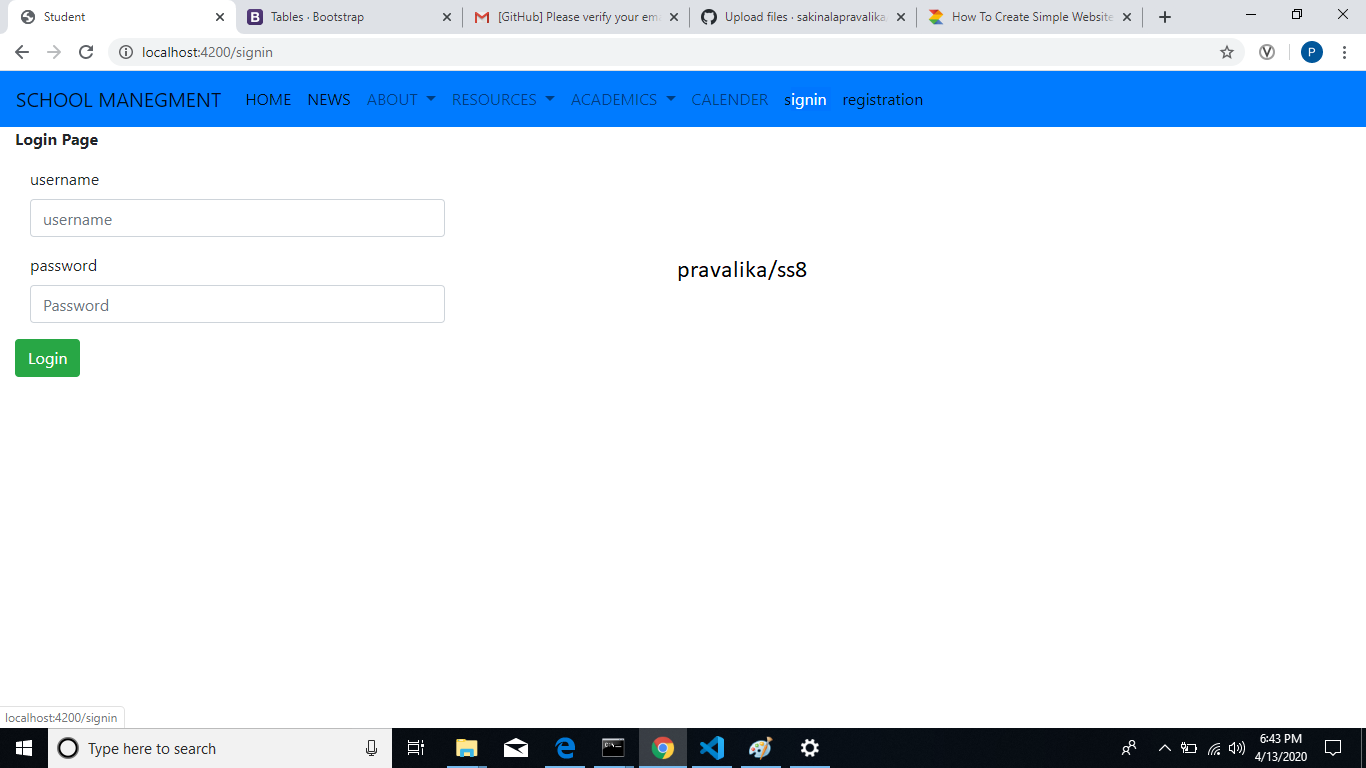 Student
Tables · Bootstrap
[GitHub] Please verify your ema
Upload files · sakinalapravalika
How To Create Simple Website
localhost:4200/signin
P
SCHOOL MANEGMENT HOME NEWS ABOUT RESOURCES ACADEMICS CALENDER signin registration
Login Page
username
username
password
Password
pravalika/ss8
Login
localhost:4200/signin
Type here to search
6:43 PM
4/13/2020